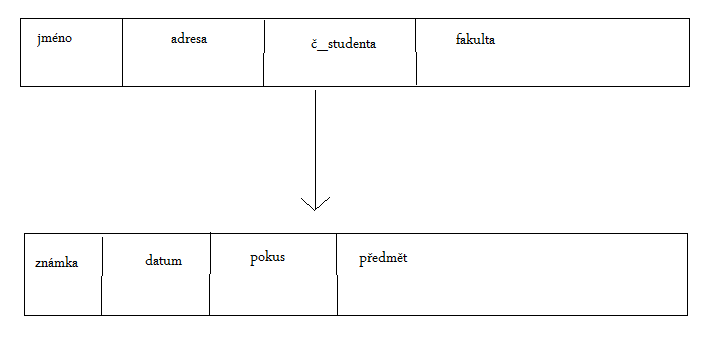 jméno adresa č_studenta fakulta
známka datum pokus předmět